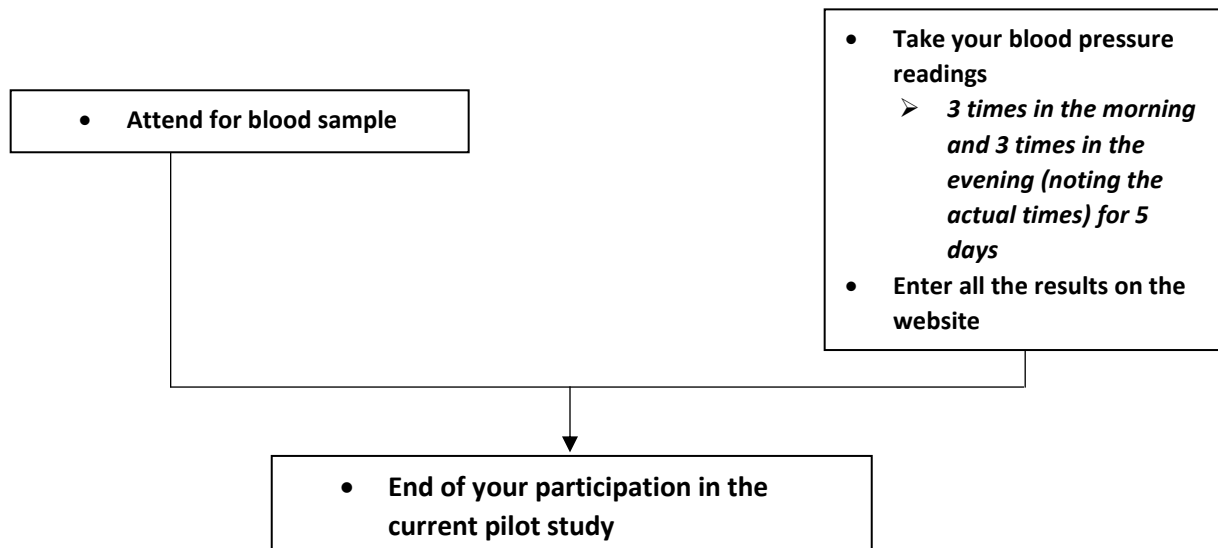 • Attend for blood sample
• Take your blood pressure
readings
➢ 3 times in the morning
and 3 times in the
evening (noting the
actual times) for 5
days
• Enter all the results on the
website
• End of your participation in the
current pilot study